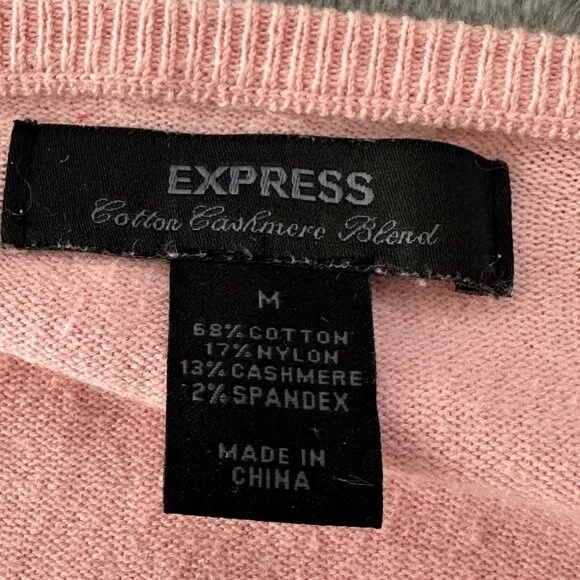 EXPRESS
Cotton Cashmere Blend
M
68% COTTON
17% NYLON
13% CASHMERE
2% SPANDEX
MADE IN
CHINA